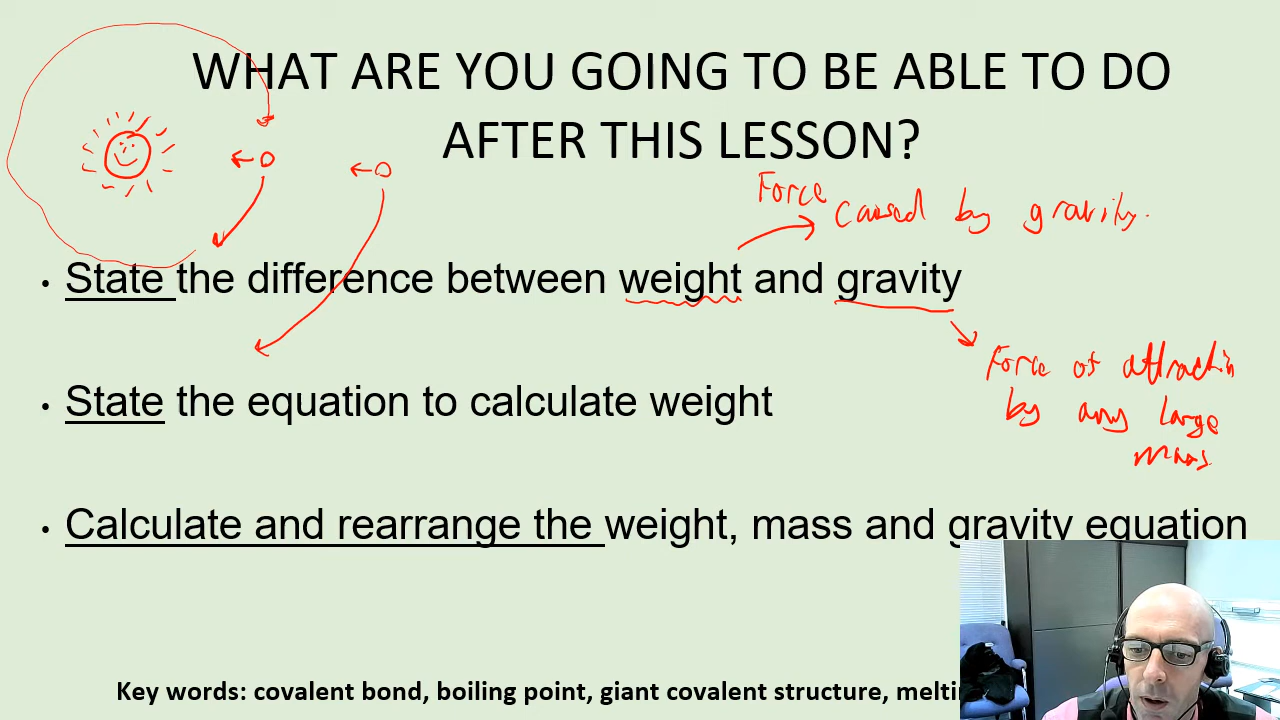 WHAT ARE YOU GOING TO BE ABLE TO DO
AFTER THIS LESSON?
Force
caused by gravity.
• State the difference between weight and gravity
Force of attraction
by any large
mass.
• State the equation to calculate weight
• Calculate and rearrange the weight, mass and gravity equation
Key words: covalent bond, boiling point, giant covalent structure,